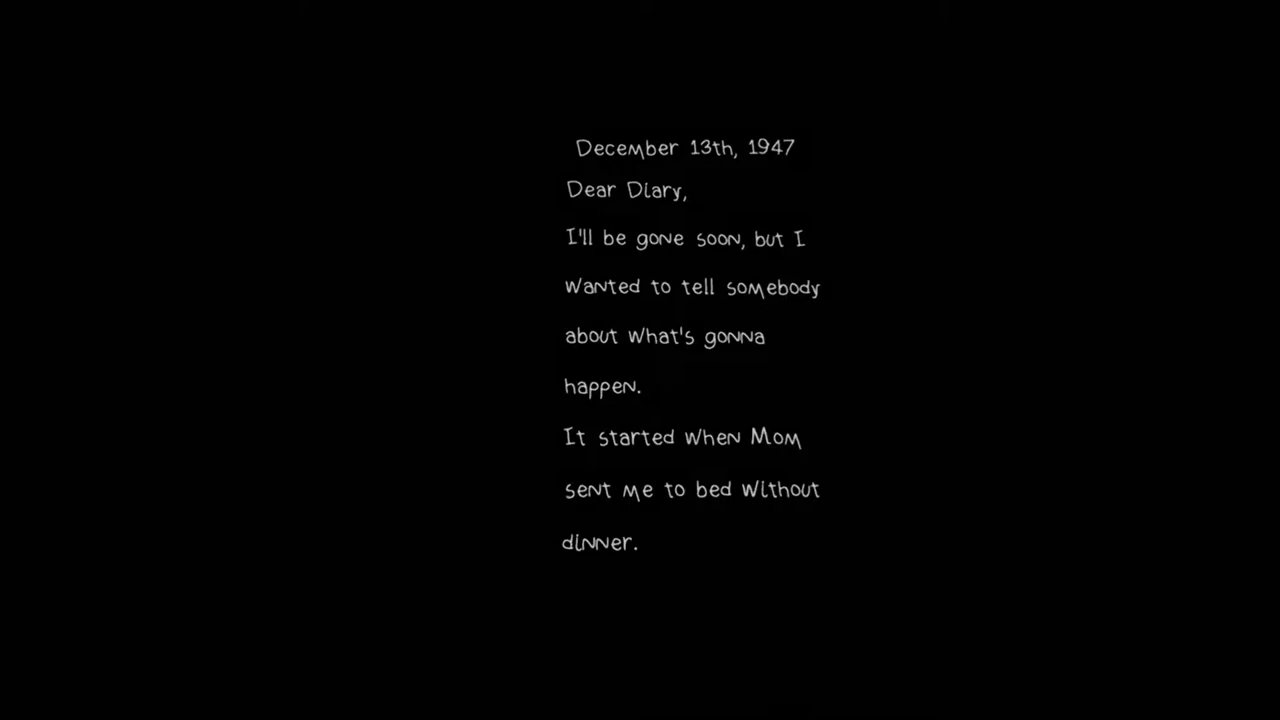 December 13th, 1947
Dear Diary,
I'll be gone soon, but I
wanted to tell somebody
about what's gonna
happen.
It started when Mom
sent me to bed without
dinner.